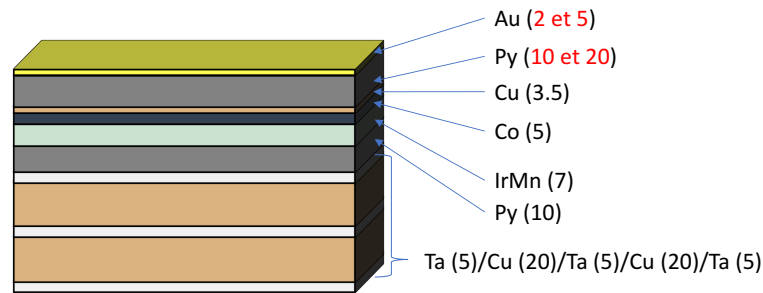 Au (2 et 5)
Py (10 et 20)
Cu (3.5)
Co (5)
IrMn (7)
Py (10)
Ta (5)/Cu (20)/Ta (5)/Cu (20)/Ta (5)